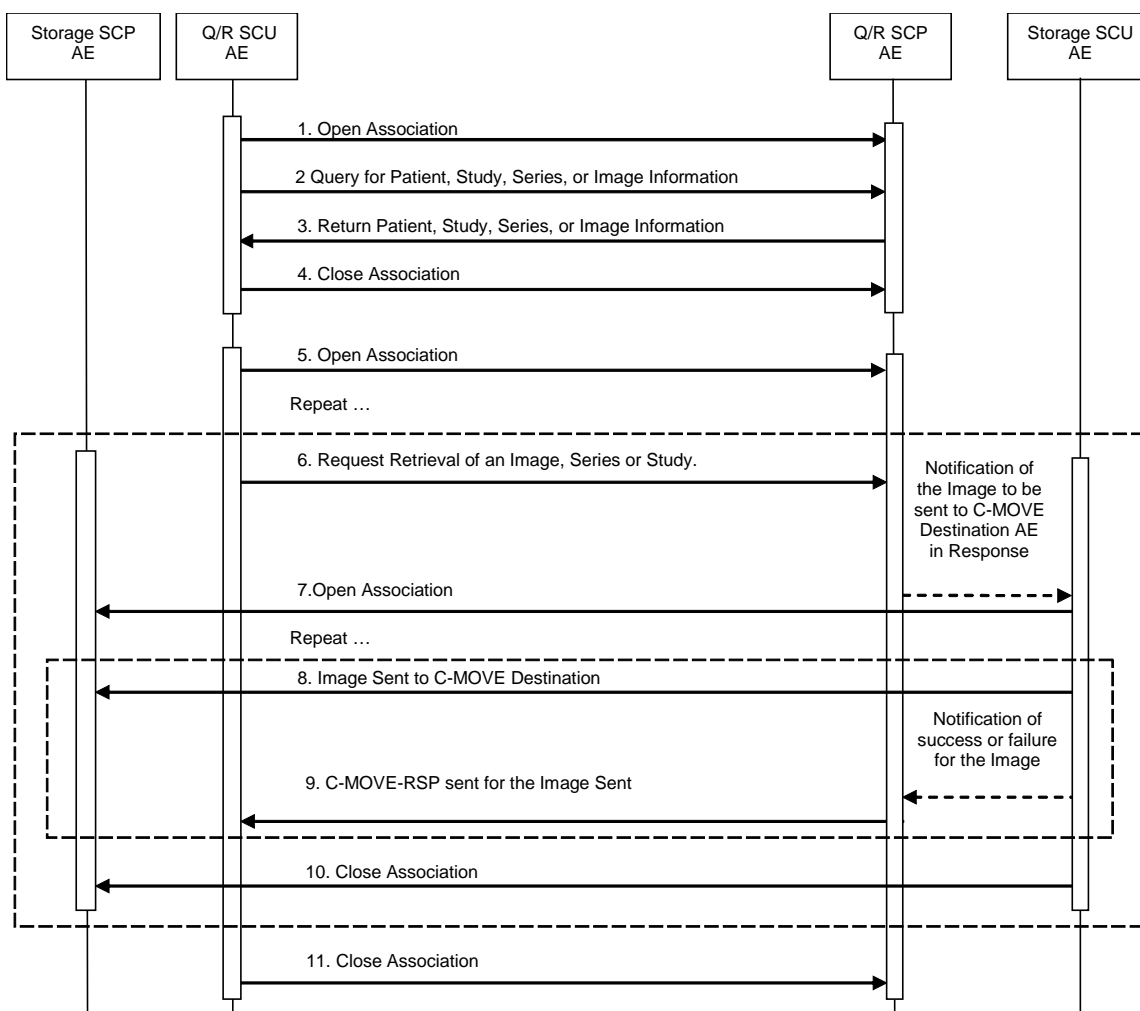 Storage SCP
AE
Q/R SCU
AE
Q/R SCP
AE
Storage SCU
AE
1. Open Association
2 Query for Patient, Study, Series, or Image Information
3. Return Patient, Study, Series, or Image Information
4. Close Association
5. Open Association
Repeat …
6. Request Retrieval of an Image, Series or Study.
Notification of
the Image to be
sent to C-MOVE
Destination AE
in Response
7.Open Association
Repeat …
8. Image Sent to C-MOVE Destination
Notification of
success or failure
for the Image
9. C-MOVE-RSP sent for the Image Sent
10. Close Association
11. Close Association